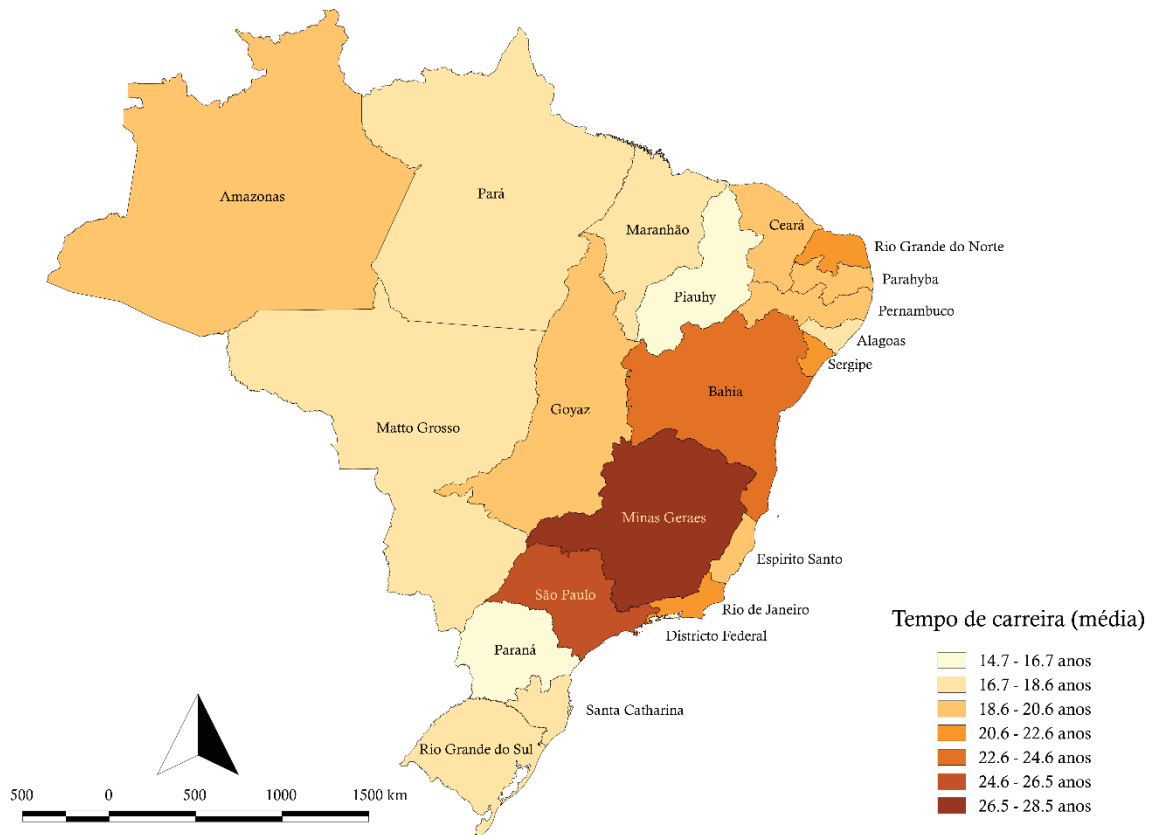 Amazonas
Pará
Maranhão
Ceará
Rio Grande do Norte
Parahyba
Piauhy
Pernambuco
Alagoas
Sergipe
Bahia
Goyaz
Matto Grosso
Minas Geraes
Espirito Santo
São Paulo
Rio de Janeiro
Districto Federal
Paraná
Santa Catharina
Rio Grande do Sul
Tempo de carreira (média)
14.7 - 16.7 anos
16.7 - 18.6 anos
18.6 - 20.6 anos
20.6 - 22.6 anos
22.6 - 24.6 anos
24.6 - 26.5 anos
26.5 - 28.5 anos
500 0 500 1000 1500 km